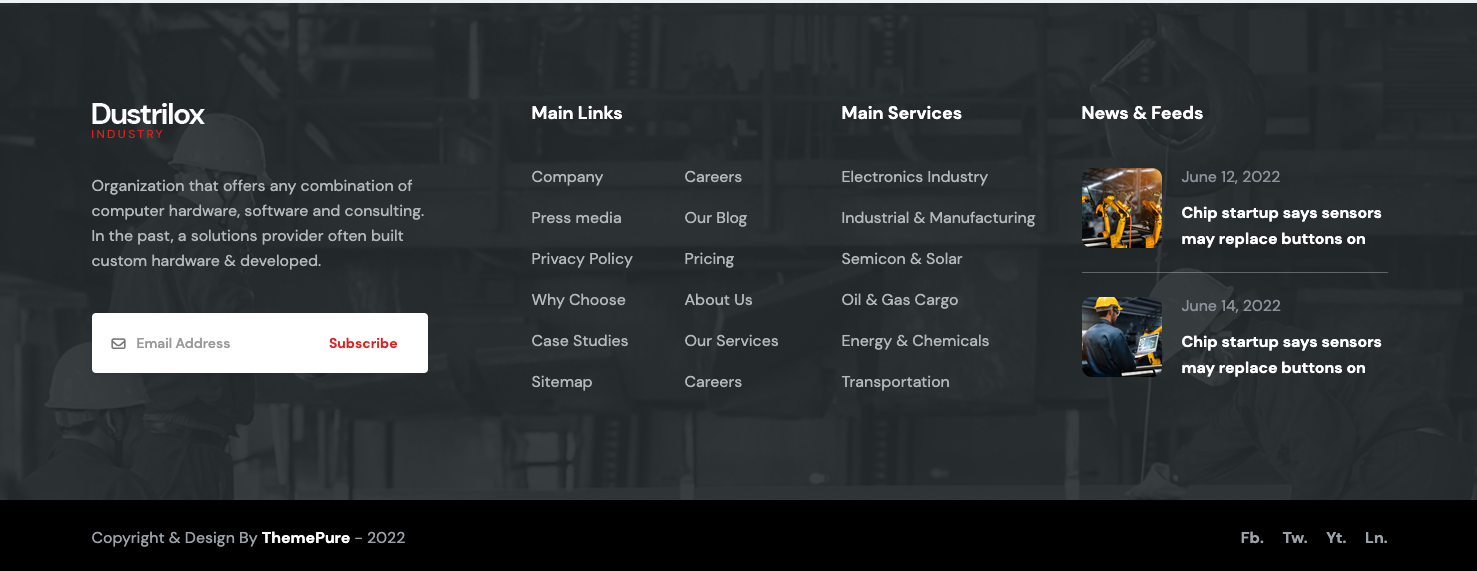 Dustrilox
INDUSTRY
Organization that offers any combination of
computer hardware, software and consulting.
In the past, a solutions provider often built
custom hardware & developed.
Email Address Subscribe
Main Links
Company
Press media
Privacy Policy
Why Choose
Case Studies
Sitemap
Careers
Our Blog
Pricing
About Us
Our Services
Careers
Main Services
Electronics Industry
Industrial & Manufacturing
Semicon & Solar
Oil & Gas Cargo
Energy & Chemicals
Transportation
News & Feeds
June 12, 2022
Chip startup says sensors
may replace buttons on
June 14, 2022
Chip startup says sensors
may replace buttons on
Copyright & Design By ThemePure - 2022
Fb. Tw. Yt. Ln.